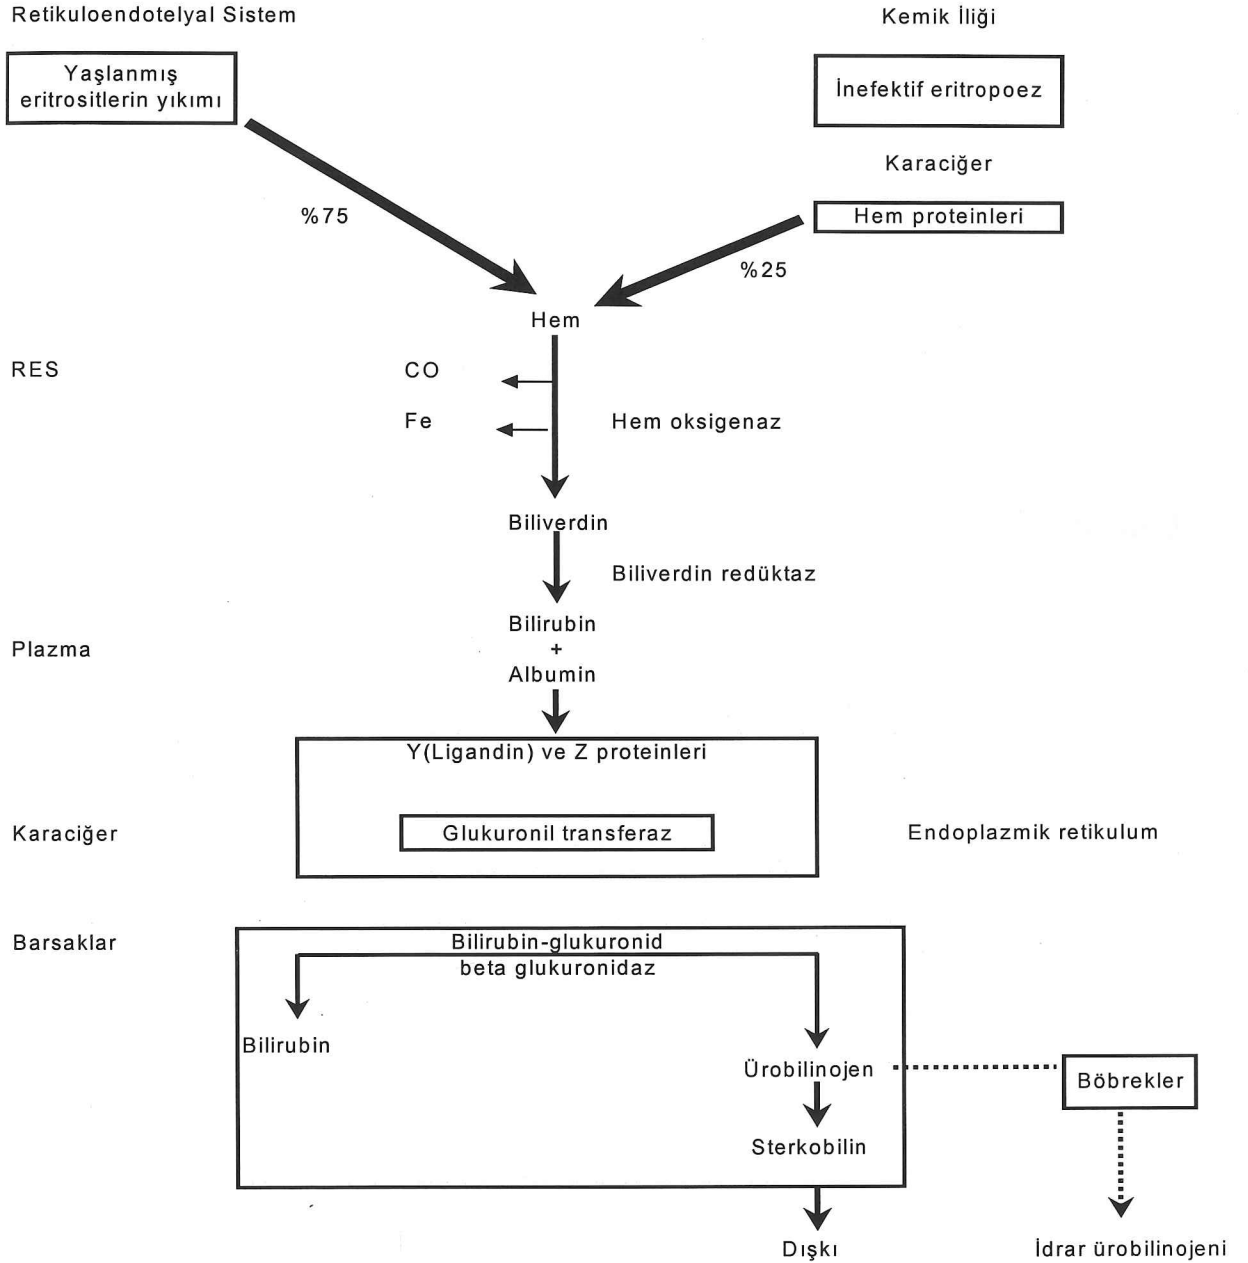 Retikuloendotelyal Sistem
Kemik İliği
Yaşlanmış
eritrositlerin yıkımı
İnefektif eritropoez
Karaciğer
Hem proteinleri
%75
%25
Hem
RES
CO
Fe
Hem oksigenaz
Biliverdin
Biliverdin redüktaz
Bilirubin
+
Albumin
Plazma
Y(Ligandin) ve Z proteinleri
Karaciğer
Glukuronil transferaz
Endoplazmik retikulum
Barsaklar
Bilirubin-glukuronid
beta glukuronidaz
Bilirubin
Ürobilinojen
Böbrekler
Sterkobilin
Dışkı
İdrar ürobilinojeni